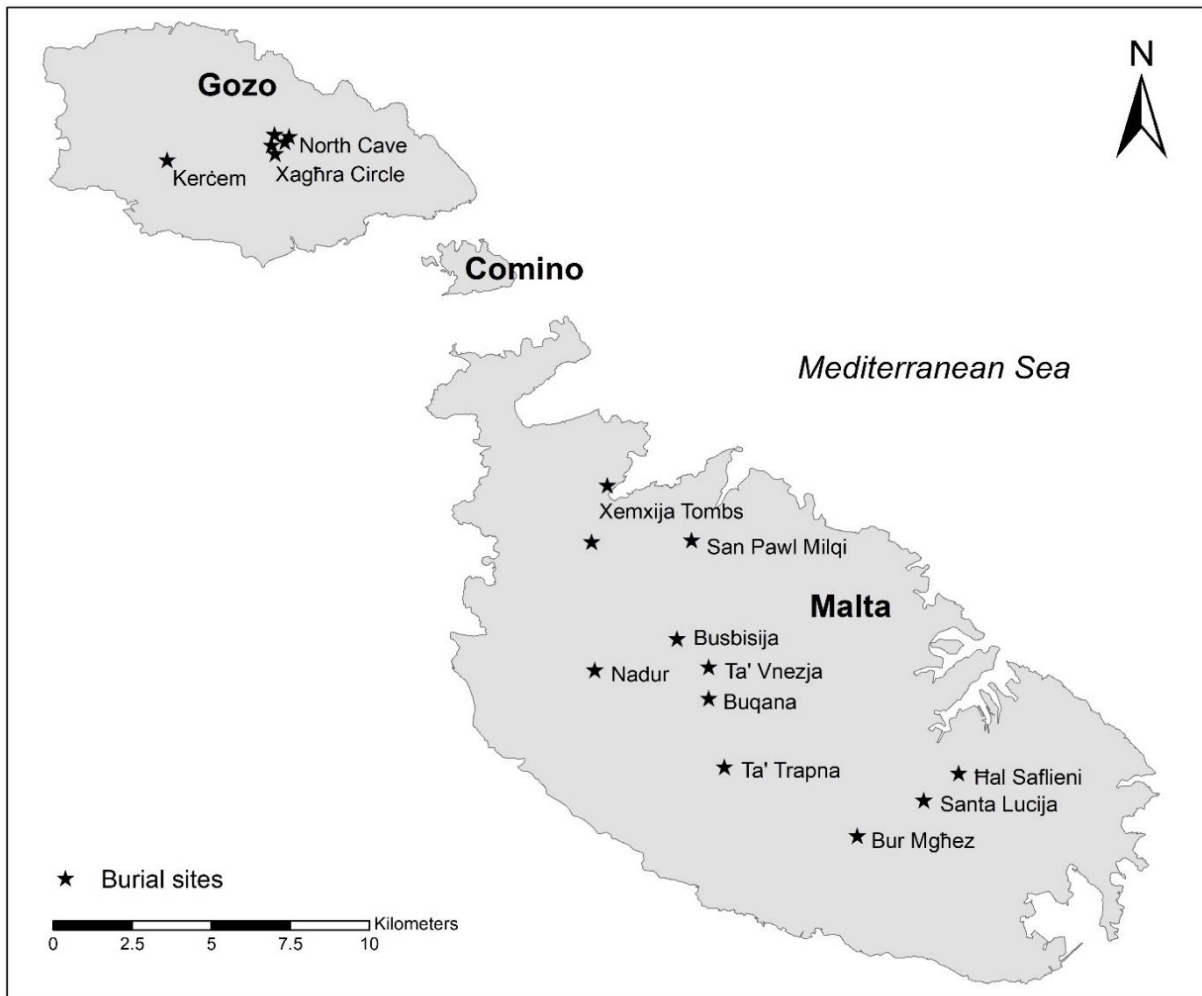 N
Gozo
North Cave
Kerċem
Xagħra Circle
Comino
Mediterranean Sea
Xemxija Tombs
San Pawl Milqi
Malta
Busbisija
Nadur
Ta' Vnezja
Buqana
Ta' Trapna
Ħal Saflieni
Santa Lucija
Bur Mgħez
Burial sites
Kilometers
0 2.5 5 7.5 10